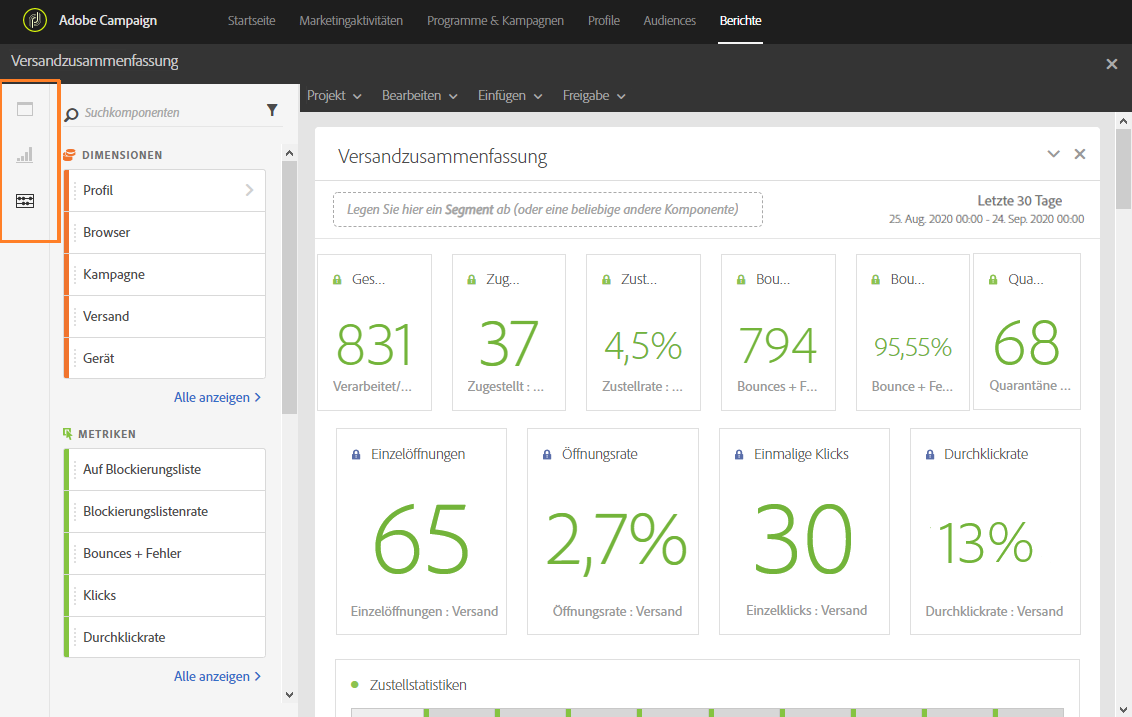 Adobe Campaign
Startseite
Marketingaktivitäten
Programme & Kampagnen
Profile
Audiences
Berichte
Versandzusammenfassung
Suchkomponenten
Projekt
Bearbeiten
Einfügen
Freigabe
DIMENSIONEN
Profil
Browser
Kampagne
Versand
Gerät
Alle anzeigen
METRIKEN
Auf Blockierungsliste
Blockierungslistenrate
Bounces + Fehler
Klicks
Durchklickrate
Alle anzeigen
Versandzusammenfassung
Legen Sie hier ein Segment ab (oder eine beliebige andere Komponente)
Letzte 30 Tage
25. Aug. 2020 00:00 - 24. Sep. 2020 00:00
Ges...
831
Verarbeitet/...
Zug...
37
Zugestellt : ...
Zust...
4,5%
Zustellrate : ...
Bou...
794
Bounces + F...
Bou...
95,55%
Bounce + Fe...
Qua...
68
Quarantäne ...
Einzelöffnungen
65
Einzelöffnungen : Versand
Öffnungsrate
2,7%
Öffnungsrate : Versand
Einmalige Klicks
30
Einzelklicks : Versand
Durchklickrate
13%
Durchklickrate : Versand
Zustellstatistiken